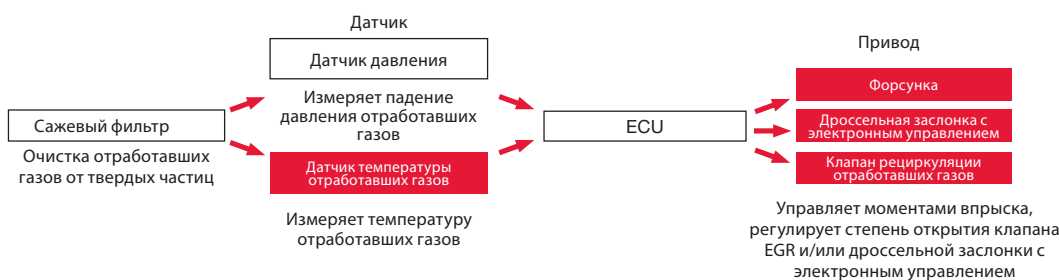 Датчик
Датчик давления
Измеряет падение
давления отработавших
газов
Сажевый фильтр
Очистка отработавших
газов от твердых частиц
Датчик температуры
отработавших газов
Измеряет температуру
отработавших газов
ECU
Привод
Форсунка
Дроссельная заслонка с
электронным управлением
Клапан рециркуляции
отработавших газов
Управляет моментами впрыска,
регулирует степень открытия клапана
EGR и/или дроссельной заслонки с
электронным управлением